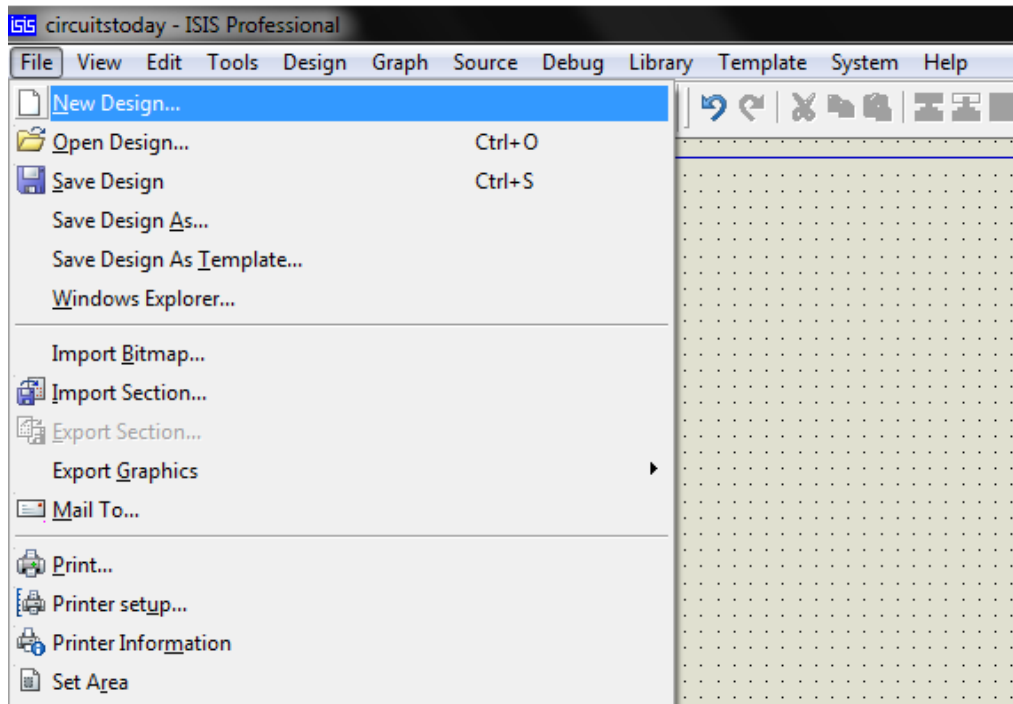 isis circuitstoday - ISIS Professional
File View Edit Tools Design Graph Source Debug Library Template System Help
New Design...
Open Design... Ctrl+O
Save Design Ctrl+S
Save Design As...
Save Design As Template...
Windows Explorer...
Import Bitmap...
Import Section...
Export Section...
Export Graphics
Mail To...
Print...
Printer setup...
Printer Information
Set Area